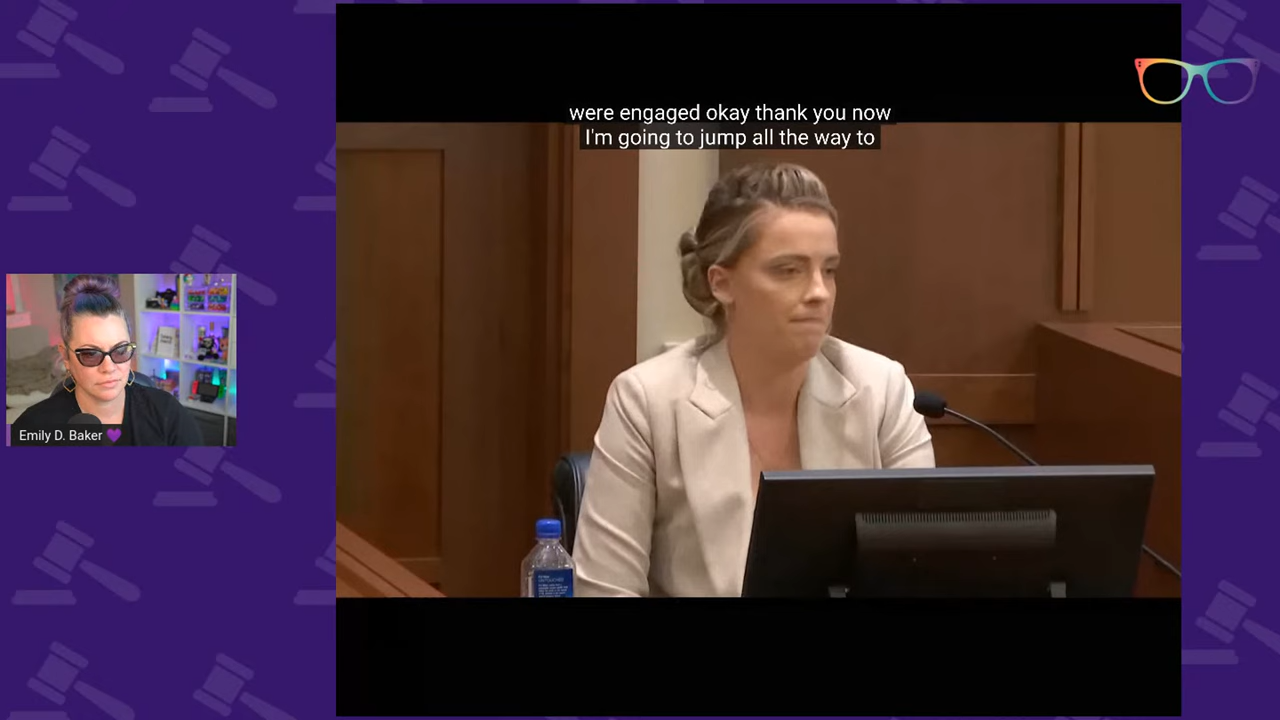 were engaged okay thank you now
I'm going to jump all the way to
Emily D. Baker 💜